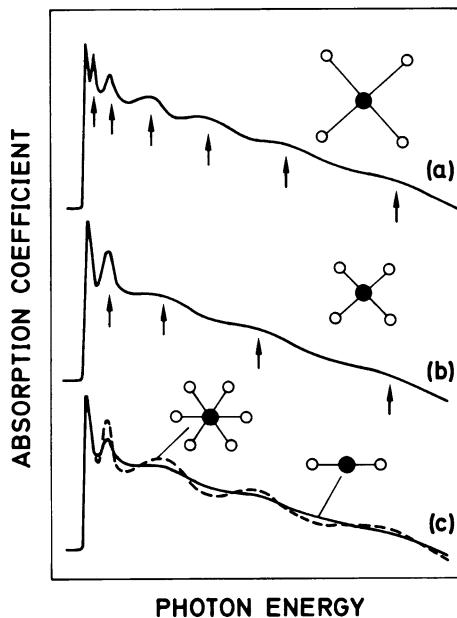 ABSORPTION COEFFICIENT
(a)
(b)
(c)
PHOTON ENERGY